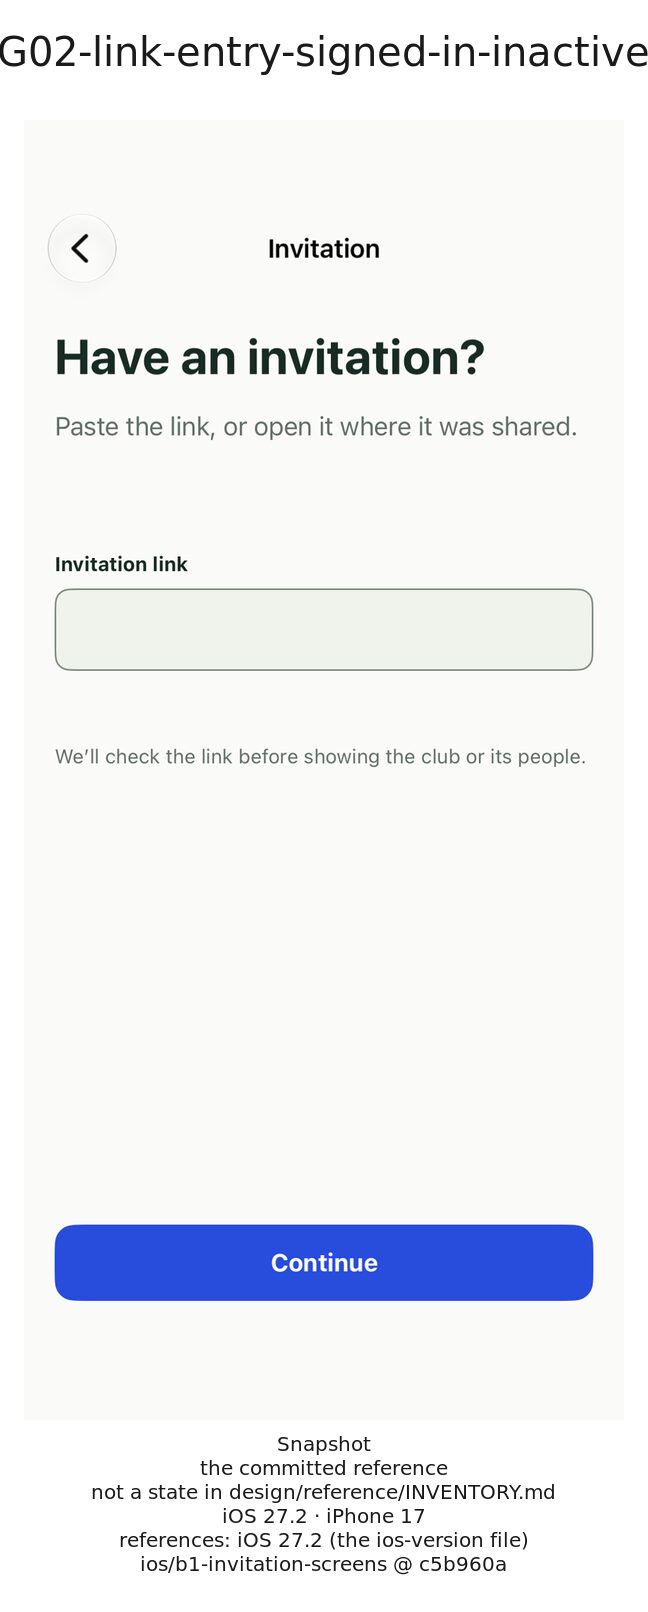 G02-link-entry-signed-in-inactive
Invitation
Have an invitation?
Paste the link, or open it where it was shared.
Invitation link
We’ll check the link before showing the club or its people.
Continue
Snapshot
the committed reference
not a state in design/reference/INVENTORY.md
iOS 27.2 · iPhone 17
references: iOS 27.2 (the ios-version file)
ios/b1-invitation-screens @ c5b960a